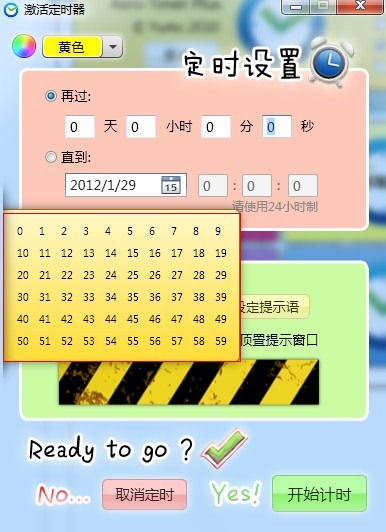 激活定时器
© Yushu 2010
黄色
定时设置
再过:
0 天 0 小时 0 分 0 秒
直到:
2012/1/29 15 0 : 0 : 0
请使用24小时制
0 1 2 3 4 5 6 7 8 9
10 11 12 13 14 15 16 17 18 19
20 21 22 23 24 25 26 27 28 29
设定提示语
30 31 32 33 34 35 36 37 38 39
顶置提示窗口
40 41 42 43 44 45 46 47 48 49
50 51 52 53 54 55 56 57 58 59
Ready to go ?
No... 取消定时 Yes! 开始计时